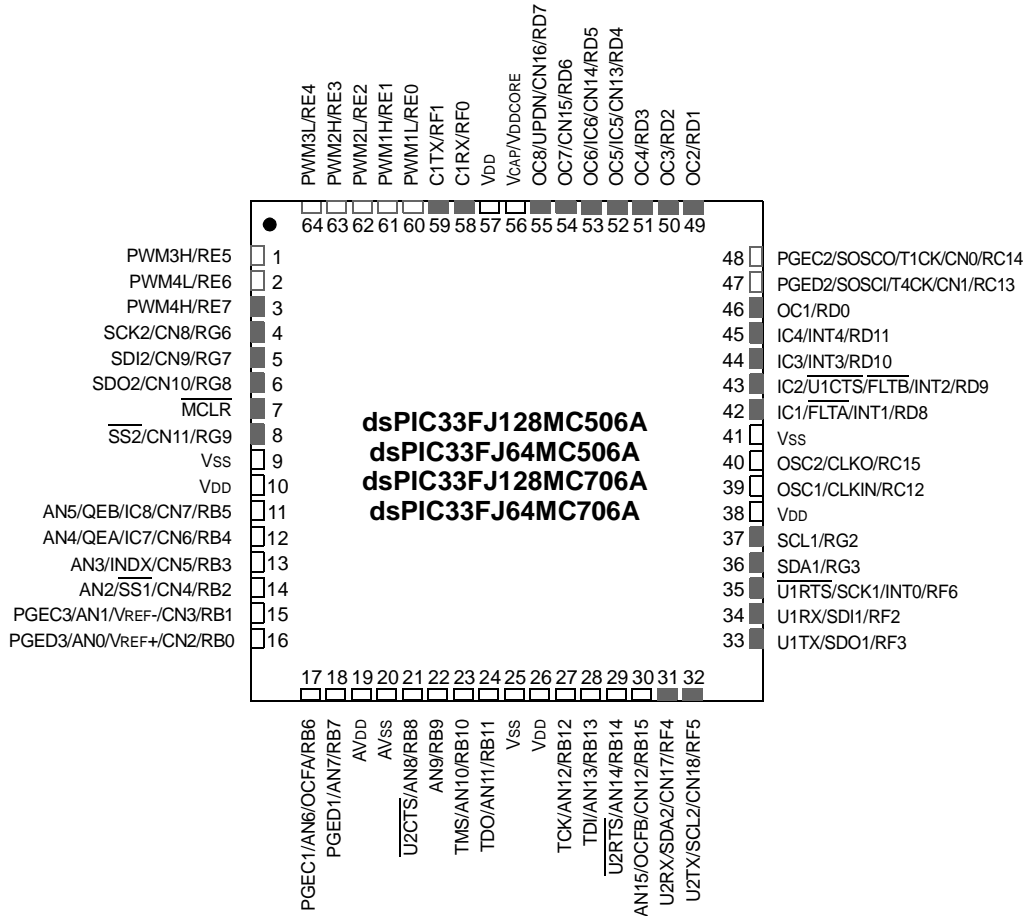 PWM3L/RE4
PWM2H/RE3
PWM2L/RE2
PWM1H/RE1
PWM1L/RE0
C1TX/RF1
C1RX/RF0
VDD
VCAP/VDDCORE
OC8/UPDN/CN16/RD7
OC7/CN15/RD6
OC6/IC6/CN14/RD5
OC5/IC5/CN13/RD4
OC4/RD3
OC3/RD2
OC2/RD1
64 63 62 61 60 59 58 57 56 55 54 53 52 51 50 49
PWM3H/RE5 1
PWM4L/RE6 2
PWM4H/RE7 3
SCK2/CN8/RG6 4
SDI2/CN9/RG7 5
SDO2/CN10/RG8 6
MCLR 7
SS2/CN11/RG9 8
VSS 9
VDD 10
AN5/QEB/IC8/CN7/RB5 11
AN4/QEA/IC7/CN6/RB4 12
AN3/INDX/CN5/RB3 13
AN2/SS1/CN4/RB2 14
PGEC3/AN1/VREF-/CN3/RB1 15
PGED3/AN0/VREF+/CN2/RB0 16
dsPIC33FJ128MC506A
dsPIC33FJ64MC506A
dsPIC33FJ128MC706A
dsPIC33FJ64MC706A
48 PGEC2/SOSCO/T1CK/CN0/RC14
47 PGED2/SOSCI/T4CK/CN1/RC13
46 OC1/RD0
45 IC4/INT4/RD11
44 IC3/INT3/RD10
43 IC2/U1CTS/FLTB/INT2/RD9
42 IC1/FLTA/INT1/RD8
41 VSS
40 OSC2/CLKO/RC15
39 OSC1/CLKIN/RC12
38 VDD
37 SCL1/RG2
36 SDA1/RG3
35 U1RTS/SCK1/INT0/RF6
34 U1RX/SDI1/RF2
33 U1TX/SDO1/RF3
17 18 19 20 21 22 23 24 25 26 27 28 29 30 31 32
PGEC1/AN6/OCFA/RB6
PGED1/AN7/RB7
AVDD
AVSS
U2CTS/AN8/RB8
AN9/RB9
TMS/AN10/RB10
TDO/AN11/RB11
VSS
VDD
TCK/AN12/RB12
TDI/AN13/RB13
U2RTS/AN14/RB14
AN15/OCFB/CN12/RB15
U2RX/SDA2/CN17/RF4
U2TX/SCL2/CN18/RF5